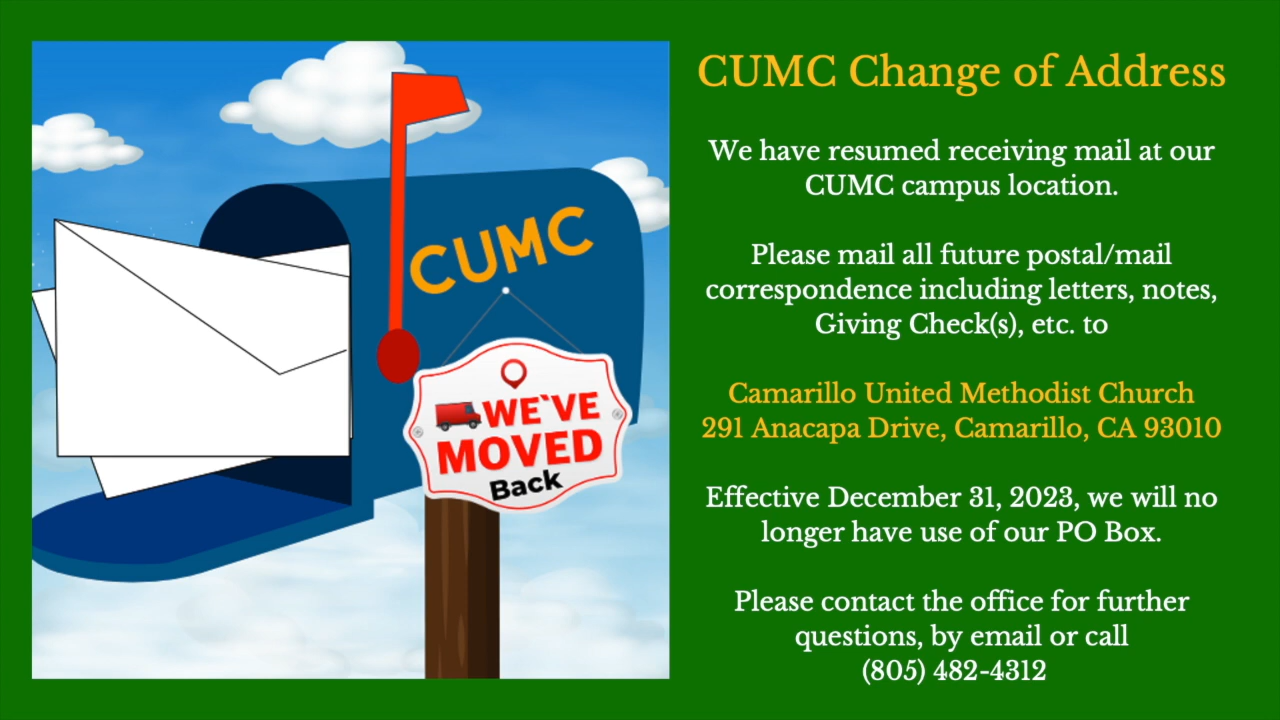 CUMC
WE`VE
MOVED
Back
CUMC Change of Address
We have resumed receiving mail at our
CUMC campus location.
Please mail all future postal/mail
correspondence including letters, notes,
Giving Check(s), etc. to
Camarillo United Methodist Church
291 Anacapa Drive, Camarillo, CA 93010
Effective December 31, 2023, we will no
longer have use of our PO Box.
Please contact the office for further
questions, by email or call
(805) 482-4312